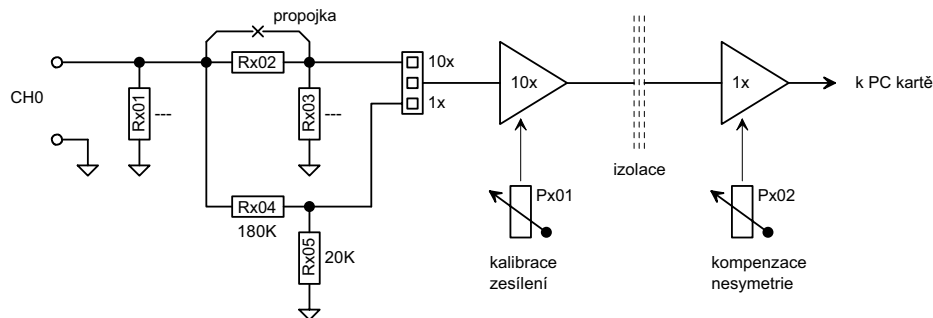 propojka
Rx02
10x
1x
CH0
Rx01
---
Rx03
---
10x
1x
k PC kartě
izolace
Rx04
180K
Rx05
20K
Px01
Px02
kalibrace
zesílení
kompenzace
nesymetrie